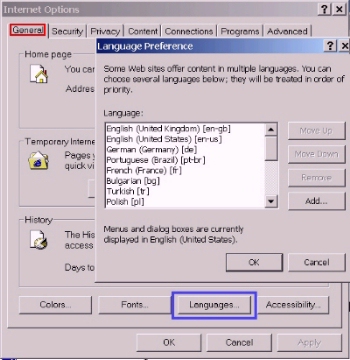 Internet Options
General Security Privacy Content Connections Programs Advanced
Home page
You can
Addres
Temporary Interne
Pages y
quick vi
History
The His
access
Days to
Colors... Fonts... Languages... Accessibility...
OK Cancel Apply
Language Preference
Some Web sites offer content in multiple languages. You can
choose several languages below; they will be treated in order of
priority.
Language:
English (United Kingdom) [en-gb]
English (United States) [en-us]
German (Germany) [de]
Portuguese (Brazil) [pt-br]
French (France) [fr]
Bulgarian [bg]
Turkish [tr]
Polish [pl]
Move Up
Move Down
Remove
Add...
Menus and dialog boxes are currently
displayed in English (United States).
OK Cancel